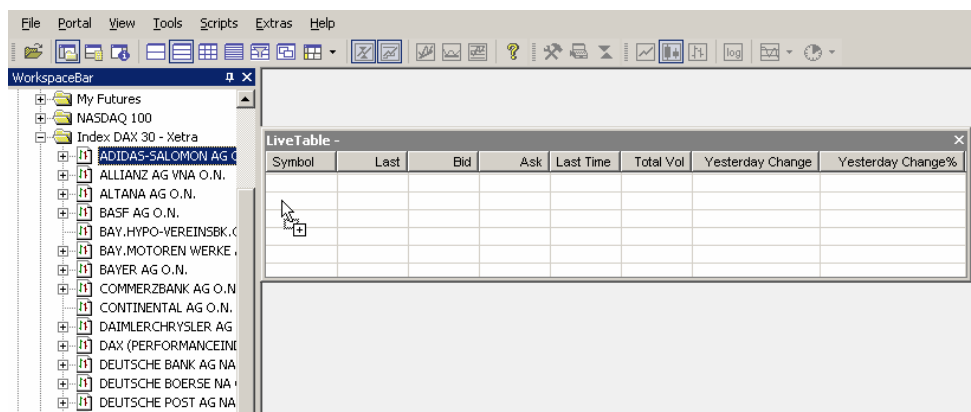 File Portal View Tools Scripts Extras Help
log
WorkspaceBar
My Futures
NASDAQ 100
Index DAX 30 - Xetra
LiveTable -
Symbol Last Bid Ask Last Time Total Vol Yesterday Change Yesterday Change%
ADIDAS-SALOMON AG
ALLIANZ AG VNA O.N.
ALTANA AG O.N.
BASF AG O.N.
BAY.HYPO-VEREINSBK.
BAY.MOTOREN WERKE
BAYER AG O.N.
COMMERZBANK AG O.N
CONTINENTAL AG O.N.
DAIMLERCHRYSLER AG
DAX (PERFORMANCEIN
DEUTSCHE BANK AG NA
DEUTSCHE BOERSE NA
DEUTSCHE POST AG NA